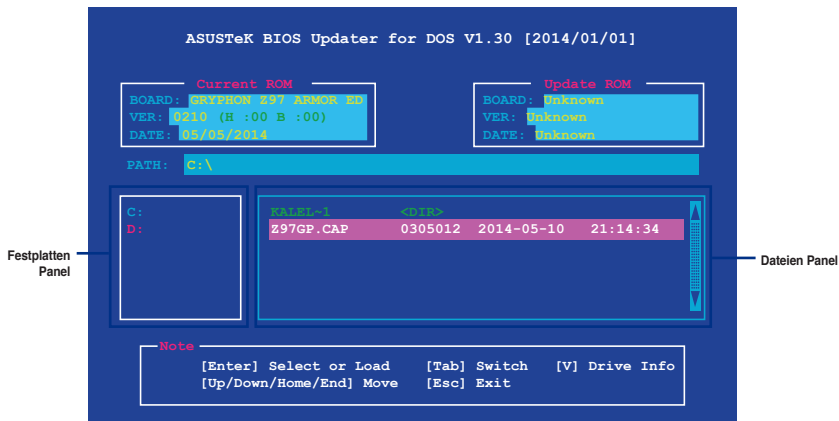 ASUSTeK BIOS Updater for DOS V1.30 [2014/01/01]
Current ROM
BOARD: GRYPHON Z97 ARMOR ED
VER: 0210 (H :00 B :00)
DATE: 05/05/2014
Update ROM
BOARD: Unknown
VER: Unknown
DATE: Unknown
PATH: C:\
C:
D:
KALEL~1 <DIR>
Z97GP.CAP 0305012 2014-05-10 21:14:34
Festplatten
Panel
Dateien Panel
Note
[Enter] Select or Load [Tab] Switch [V] Drive Info
[Up/Down/Home/End] Move [Esc] Exit